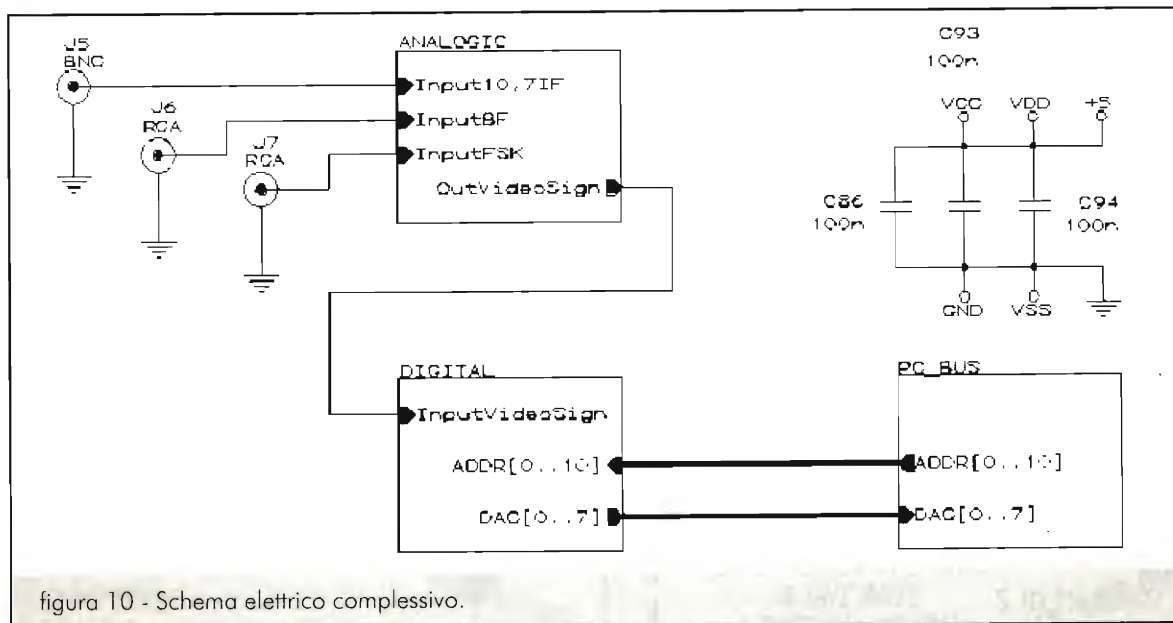 J5
BNC
J6
RCA
J7
RCA
ANALOGIC
Input10,7IF
InputBF
InputFSK
OutVideoSign
C93
100n
VCC
VDD
+5
C86
100n
C94
100n
GND
VSS
DIGITAL
InputVideoSign
ADDR[0..10]
DAC[0..7]
PC_BUS
ADDR[0..10]
DAC[0..7]
figura 10 - Schema elettrico complessivo.